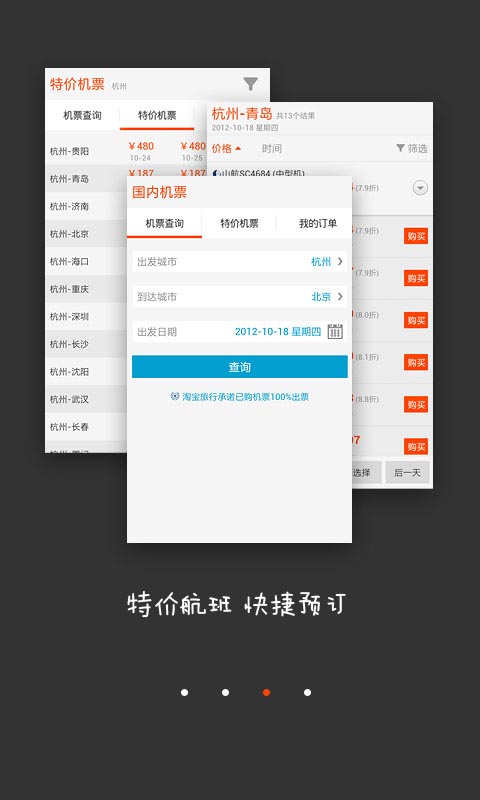 特价机票 杭州
机票查询 特价机票
杭州-贵阳 ¥480 ¥480
10-24 10-25
杭州-青岛 ¥187 ¥187
杭州-济南
杭州-北京
杭州-海口
杭州-重庆
杭州-深圳
杭州-长沙
杭州-沈阳
杭州-武汉
杭州-长春
杭州-青岛 共13个结果
2012-10-18 星期四
价格 时间 筛选
山航SC4684 (中型机)
(7.9折)
(7.9折) 购买
(7.9折) 购买
(8.0折) 购买
(8.1折) 购买
(8.8折) 购买
购买
选择 后一天
国内机票
机票查询 特价机票 我的订单
出发城市 杭州
到达城市 北京
出发日期 2012-10-18 星期四
查询
淘宝旅行承诺已购机票100%出票
特价航班 快捷预订